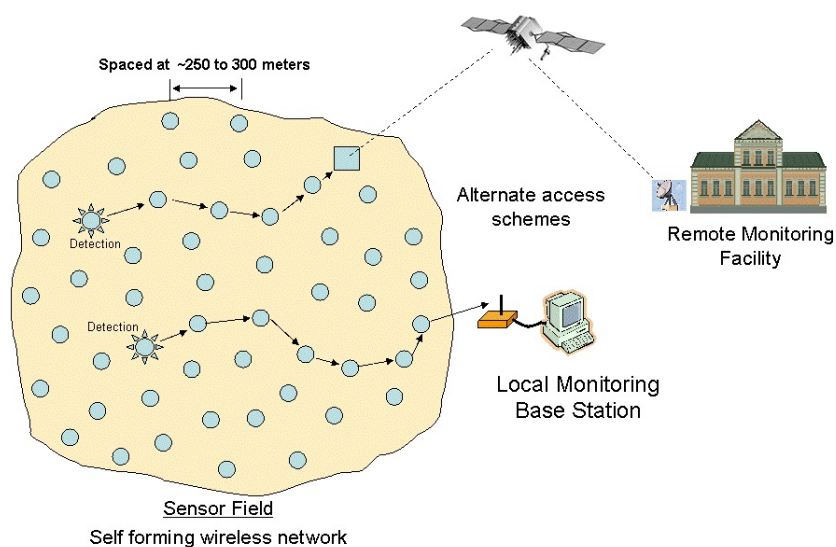 Spaced at ~250 to 300 meters
Alternate access
schemes
Remote Monitoring
Facility
Detection
Detection
Local Monitoring
Base Station
Sensor Field
Self forming wireless network